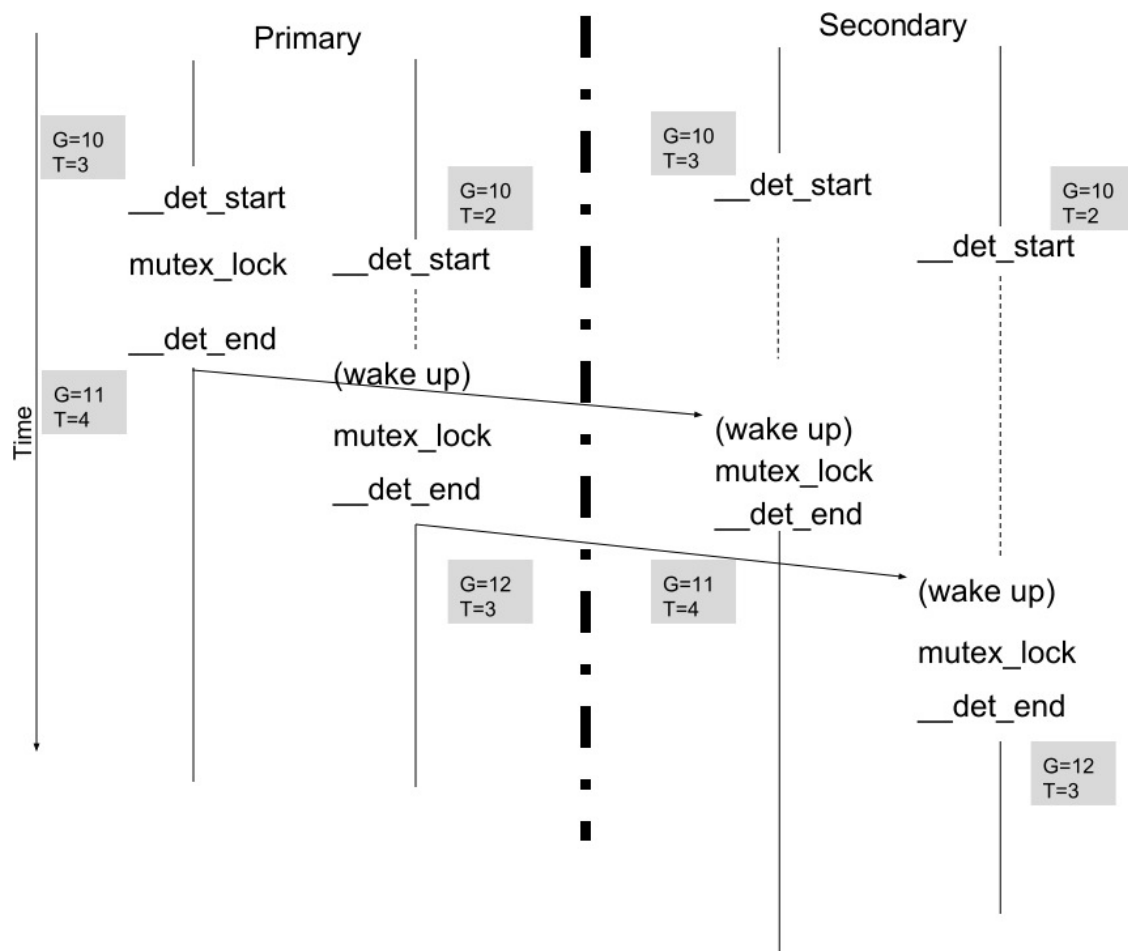 Primary
Secondary
G=10
T=3
__det_start
mutex_lock
__det_end
G=11
T=4
Time
G=10
T=2
__det_start
(wake up)
mutex_lock
__det_end
G=12
T=3
G=10
T=3
__det_start
(wake up)
mutex_lock
__det_end
G=11
T=4
G=10
T=2
__det_start
(wake up)
mutex_lock
__det_end
G=12
T=3